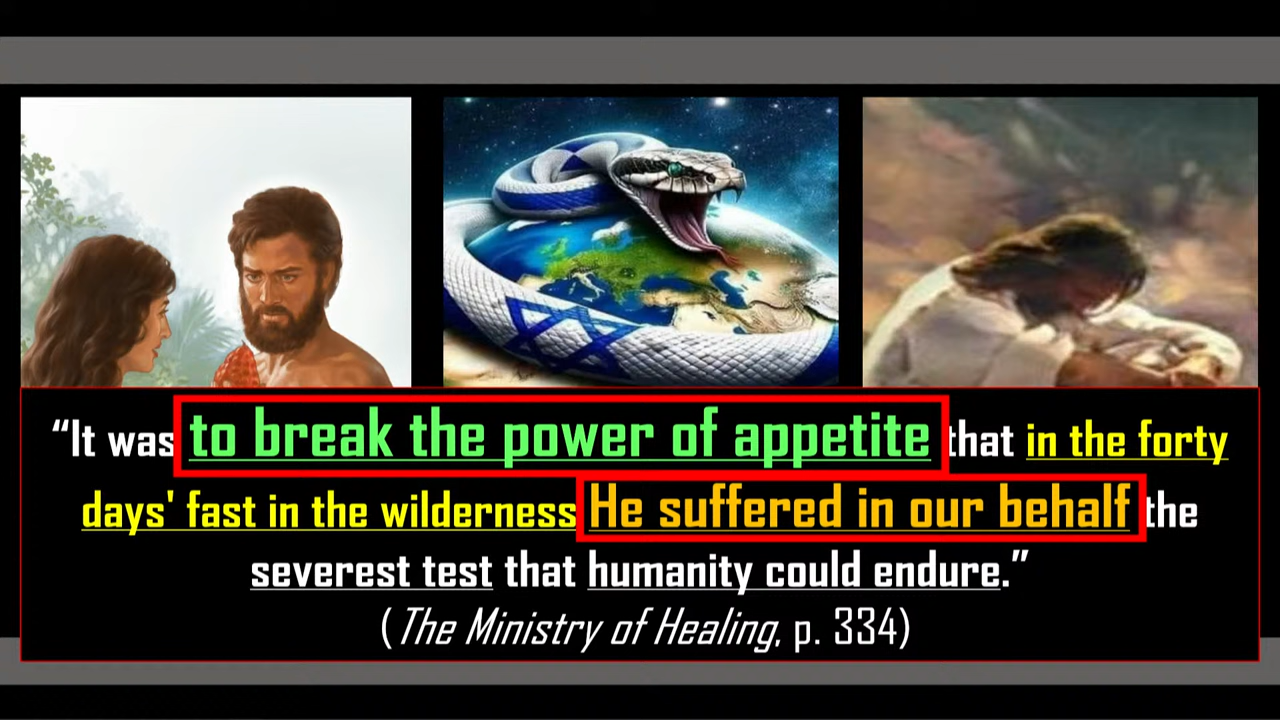 “It was to break the power of appetite that in the forty
days' fast in the wilderness He suffered in our behalf the
severest test that humanity could endure.”
(The Ministry of Healing, p. 334)